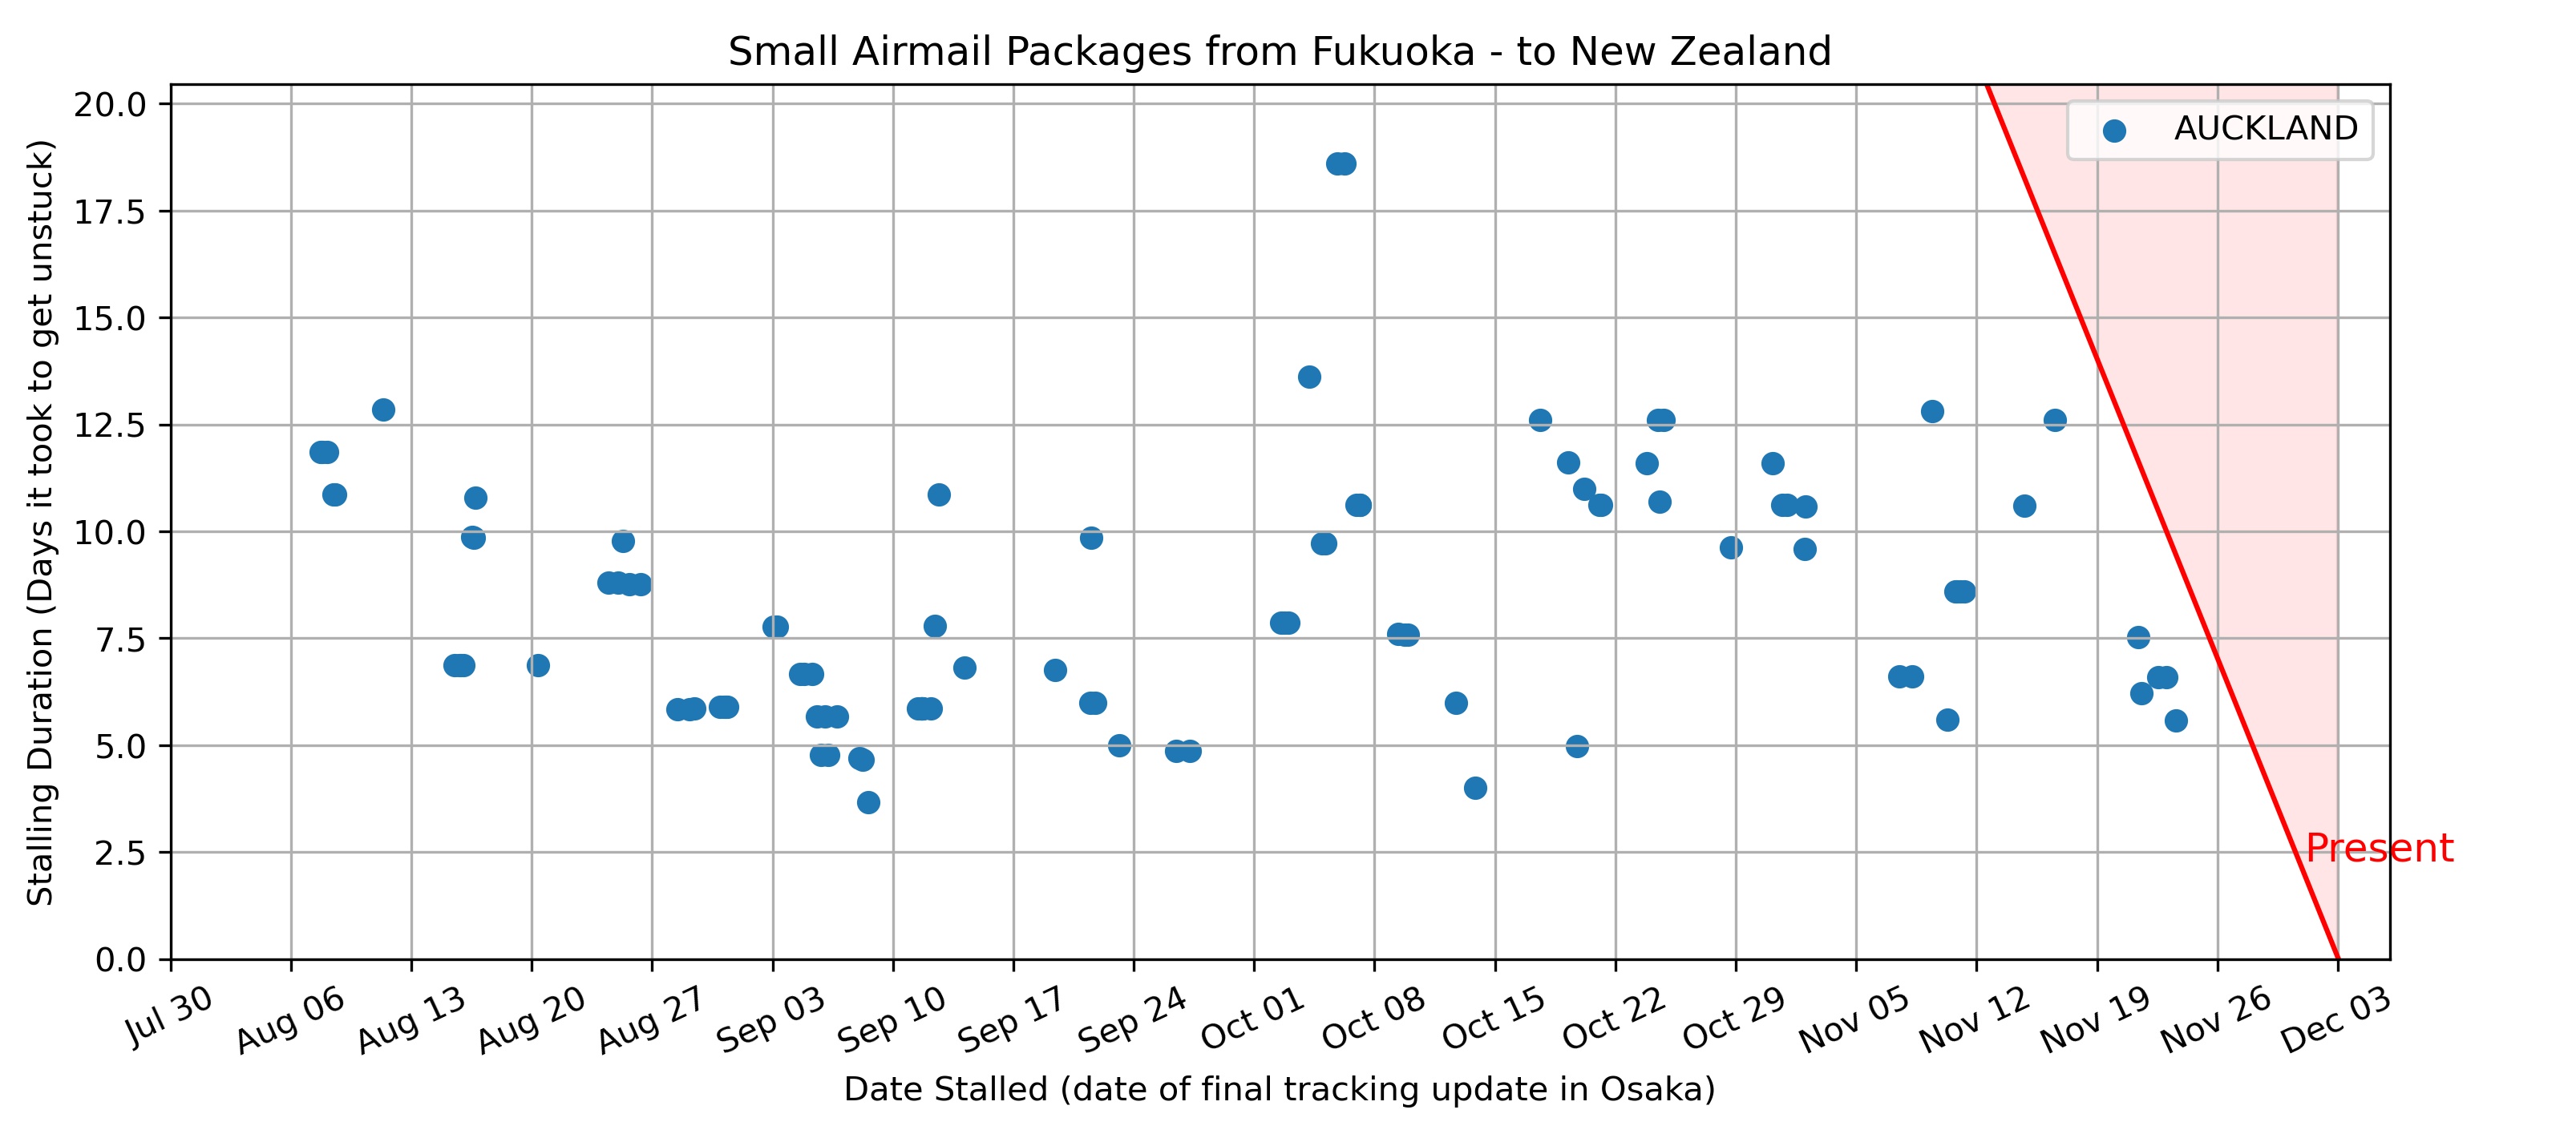 Small Airmail Packages from Fukuoka - to New Zealand
AUCKLAND
Stalling Duration (Days it took to get unstuck)
20.0
17.5
15.0
12.5
10.0
7.5
5.0
2.5
0.0
Present
Jul 30 Aug 06 Aug 13 Aug 20 Aug 27 Sep 03 Sep 10 Sep 17 Sep 24 Oct 01 Oct 08 Oct 15 Oct 22 Oct 29 Nov 05 Nov 12 Nov 19 Nov 26 Dec 03
Date Stalled (date of final tracking update in Osaka)